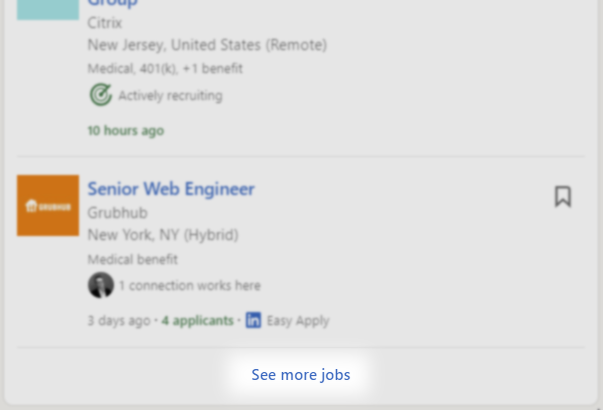 Group
Citrix
New Jersey, United States (Remote)
Medical, 401(k), +1 benefit
Actively recruiting
10 hours ago
GRUBHUB
Senior Web Engineer
Grubhub
New York, NY (Hybrid)
Medical benefit
1 connection works here
3 days ago · 4 applicants · in Easy Apply
See more jobs